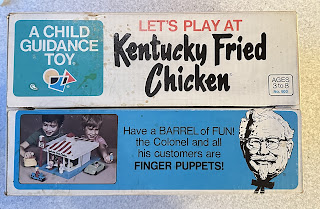 A CHILD
GUIDANCE
TOY
LET'S PLAY AT
Kentucky Fried
Chicken
AGES
3 to 8
Have a BARREL of FUN!
the Colonel and all
his customers are
FINGER PUPPETS!